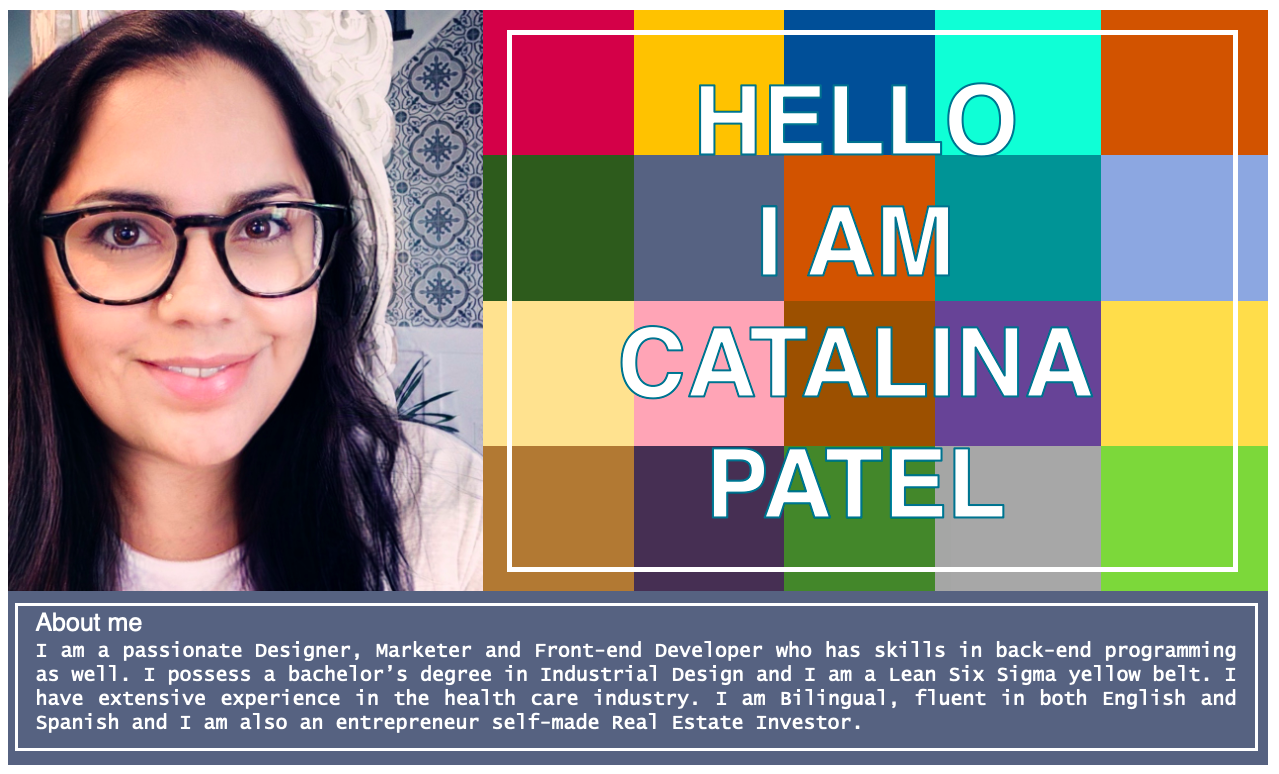 HELLO
I AM
CATALINA
PATEL
About me
I am a passionate Designer, Marketer and Front-end Developer who has skills in back-end programming
as well. I possess a bachelor’s degree in Industrial Design and I am a Lean Six Sigma yellow belt. I
have extensive experience in the health care industry. I am Bilingual, fluent in both English and
Spanish and I am also an entrepreneur self-made Real Estate Investor.